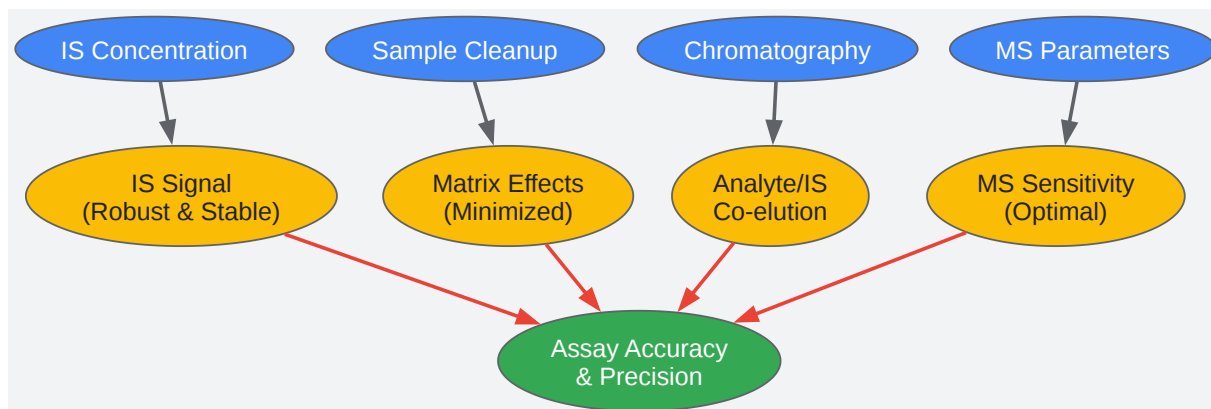 IS Concentration
Sample Cleanup
Chromatography
MS Parameters
IS Signal
(Robust & Stable)
Matrix Effects
(Minimized)
Analyte/IS
Co-elution
MS Sensitivity
(Optimal)
Assay Accuracy
& Precision